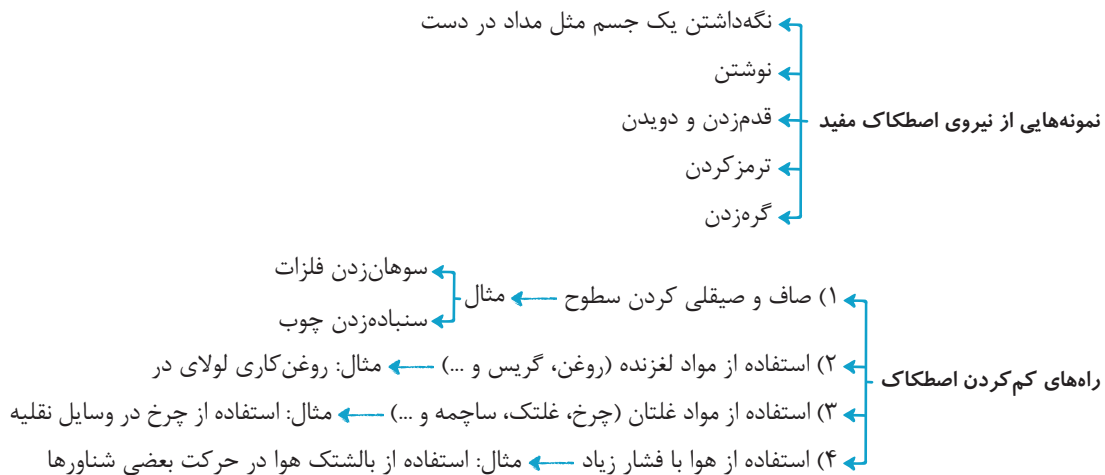 نگه‌داشتن یک جسم مثل مداد در دست
نوشتن
نمونه‌هایی از نیروی اصطکاک مفید قدم‌زدن و دویدن
ترمزکردن
گره‌زدن
سوهان‌زدن فلزات
۱) صاف و صیقلی کردن سطوح مثال
سنباده‌زدن چوب
۲) استفاده از مواد لغزنده (روغن، گریس و ...) مثال: روغن‌کاری لولای در
راه‌های کم‌کردن اصطکاک
۳) استفاده از مواد غلتان (چرخ، غلتک، ساچمه و ...) مثال: استفاده از چرخ در وسایل نقلیه
۴) استفاده از هوا با فشار زیاد مثال: استفاده از بالشتک هوا در حرکت بعضی شناورها